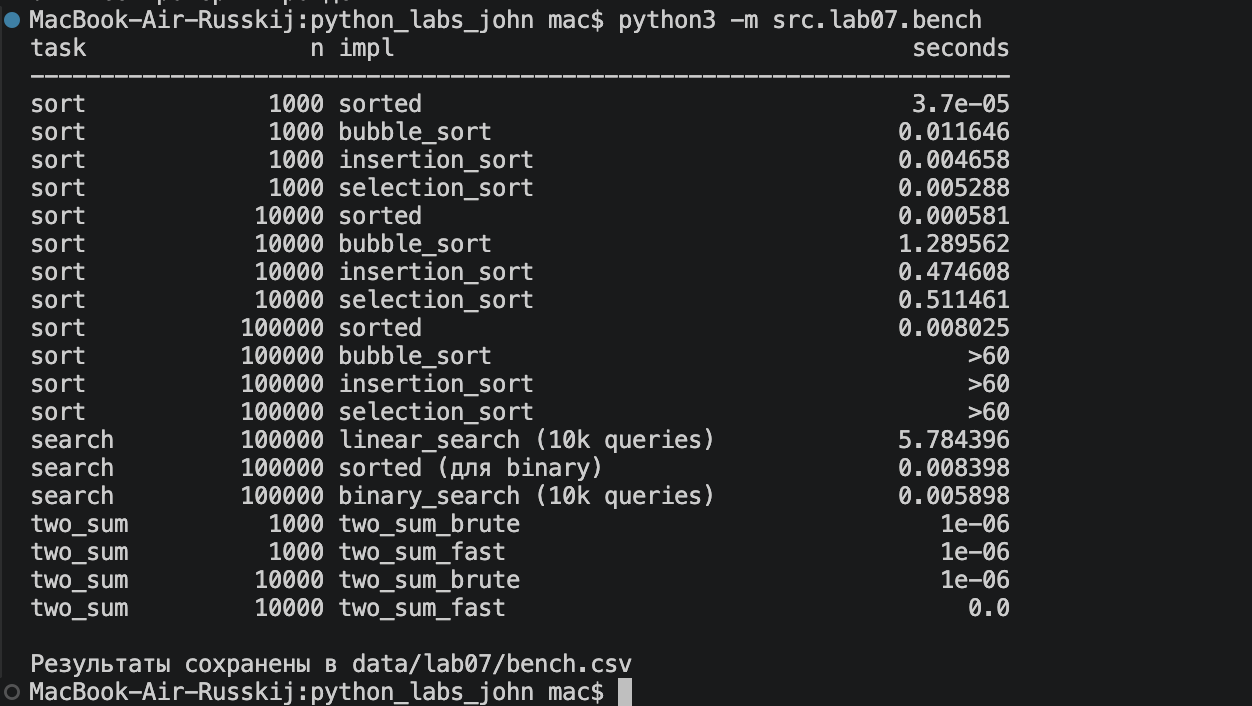 MacBook-Air-Russkij:python_labs_john mac$ python3 -m src.lab07.bench
task n impl seconds
----------------------------------------------------------------------
sort 1000 sorted 3.7e-05
sort 1000 bubble_sort 0.011646
sort 1000 insertion_sort 0.004658
sort 1000 selection_sort 0.005288
sort 10000 sorted 0.000581
sort 10000 bubble_sort 1.289562
sort 10000 insertion_sort 0.474608
sort 10000 selection_sort 0.511461
sort 100000 sorted 0.008025
sort 100000 bubble_sort >60
sort 100000 insertion_sort >60
sort 100000 selection_sort >60
search 100000 linear_search (10k queries) 5.784396
search 100000 sorted (для binary) 0.008398
search 100000 binary_search (10k queries) 0.005898
two_sum 1000 two_sum_brute 1e-06
two_sum 1000 two_sum_fast 1e-06
two_sum 10000 two_sum_brute 1e-06
two_sum 10000 two_sum_fast 0.0
Результаты сохранены в data/lab07/bench.csv
MacBook-Air-Russkij:python_labs_john mac$